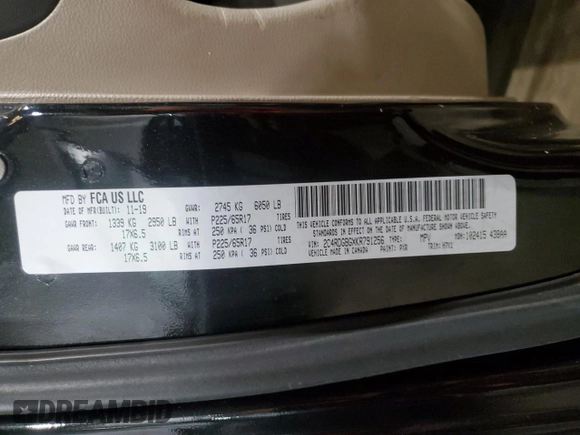 MFD BY FCA US LLC
DATE OF MFR(BUILT): 11-19 GVWR: 2745 KG 6050 LB
GAWR FRONT: 1339 KG 2950 LB WITH P225/65R17 TIRES
17X6.5 RIMS AT 250 KPA ( 36 PSI) COLD
GAWR REAR: 1407 KG 3100 LB WITH P225/65R17 TIRES
17X6.5 RIMS AT 250 KPA ( 36 PSI) COLD
THIS VEHICLE CONFORMS TO ALL APPLICABLE U.S.A. FEDERAL MOTOR VEHICLE SAFETY
STANDARDS IN EFFECT ON THE DATE OF MANUFACTURE SHOWN ABOVE.
VIN: TYPE: MPV MDH: 102415 438AA
VEHICLE MADE IN CANADA PAINT: PXR TRIM:
DREAMBID